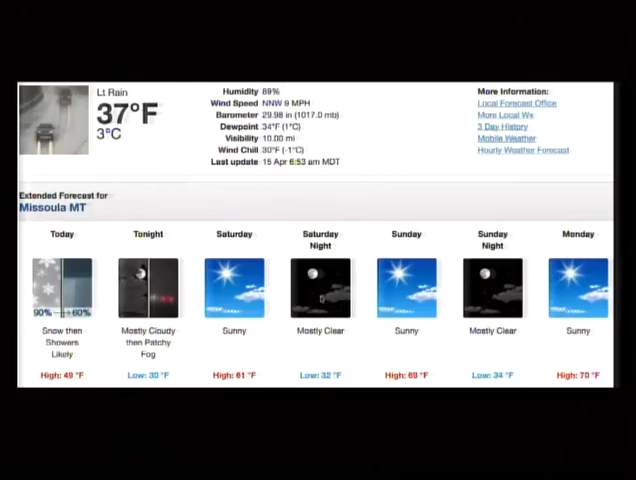 Lt Rain
37°F
3°C
Humidity 89%
Wind Speed NNW 9 MPH
Barometer 29.98 in (1017.0 mb)
Dewpoint 34°F (1°C)
Visibility 10.00 mi
Wind Chill 30°F (-1°C)
Last update 15 Apr 6:53 am MDT
More Information:
Local Forecast Office
More Local Wx
3 Day History
Mobile Weather
Hourly Weather Forecast
Extended Forecast for
Missoula MT
Today
Tonight
Saturday
Saturday
Night
Sunday
Sunday
Night
Monday
90% 60%
Snow then
Showers
Likely
Mostly Cloudy
then Patchy
Fog
Sunny
Mostly Clear
Sunny
Mostly Clear
Sunny
High: 49 °F
Low: 30 °F
High: 61 °F
Low: 32 °F
High: 69 °F
Low: 34 °F
High: 70 °F